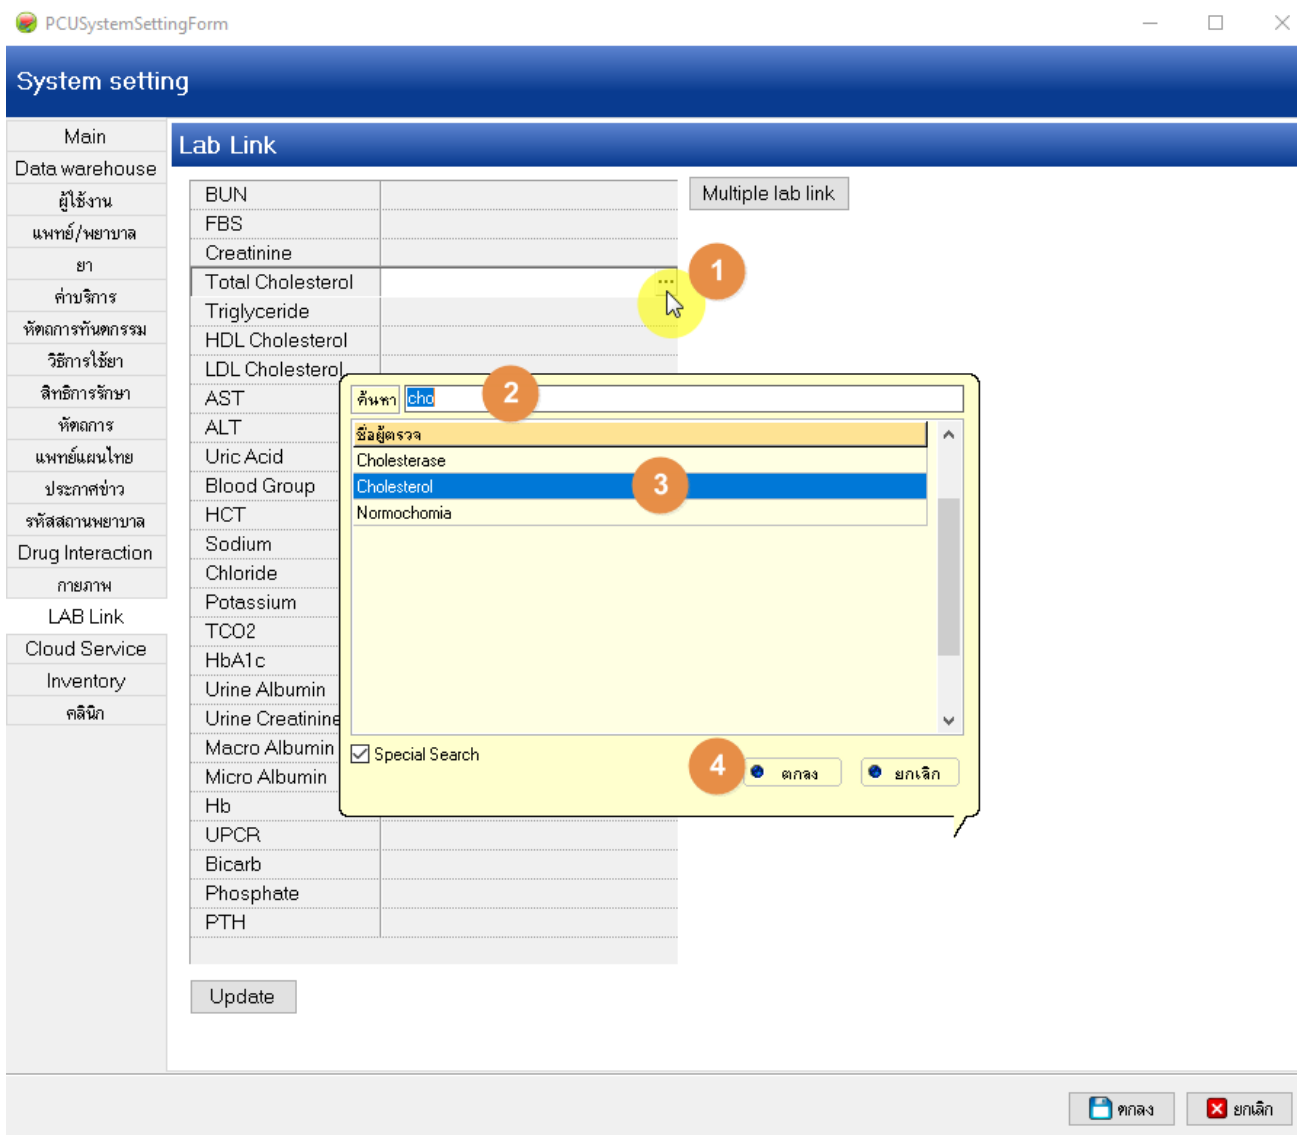 PCUSystemSettingForm
System setting
Main
Data warehouse
ผู้ใช้งาน
แพทย์/พยาบาล
ยา
ค่าบริการ
หัตถการทันตกรรม
วิธีการใช้ยา
สิทธิการรักษา
หัตถการ
แพทย์แผนไทย
ประกาศข่าว
รหัสสถานพยาบาล
Drug Interaction
กายภาพ
LAB Link
Cloud Service
Inventory
คลินิก
Lab Link
Multiple lab link
BUN
FBS
Creatinine
Total Cholesterol ... 1
Triglyceride
HDL Cholesterol
LDL Cholesterol
AST
ALT
Uric Acid
Blood Group
HCT
Sodium
Chloride
Potassium
TCO2
HbA1c
Urine Albumin
Urine Creatinine
Macro Albumin
Micro Albumin
Hb
UPCR
Bicarb
Phosphate
PTH
ค้นหา cho 2
ชื่อผู้ตรวจ
Cholesterase
Cholesterol 3
Normochomia
Special Search
4 ตกลง ยกเลิก
Update
ตกลง ยกเลิก